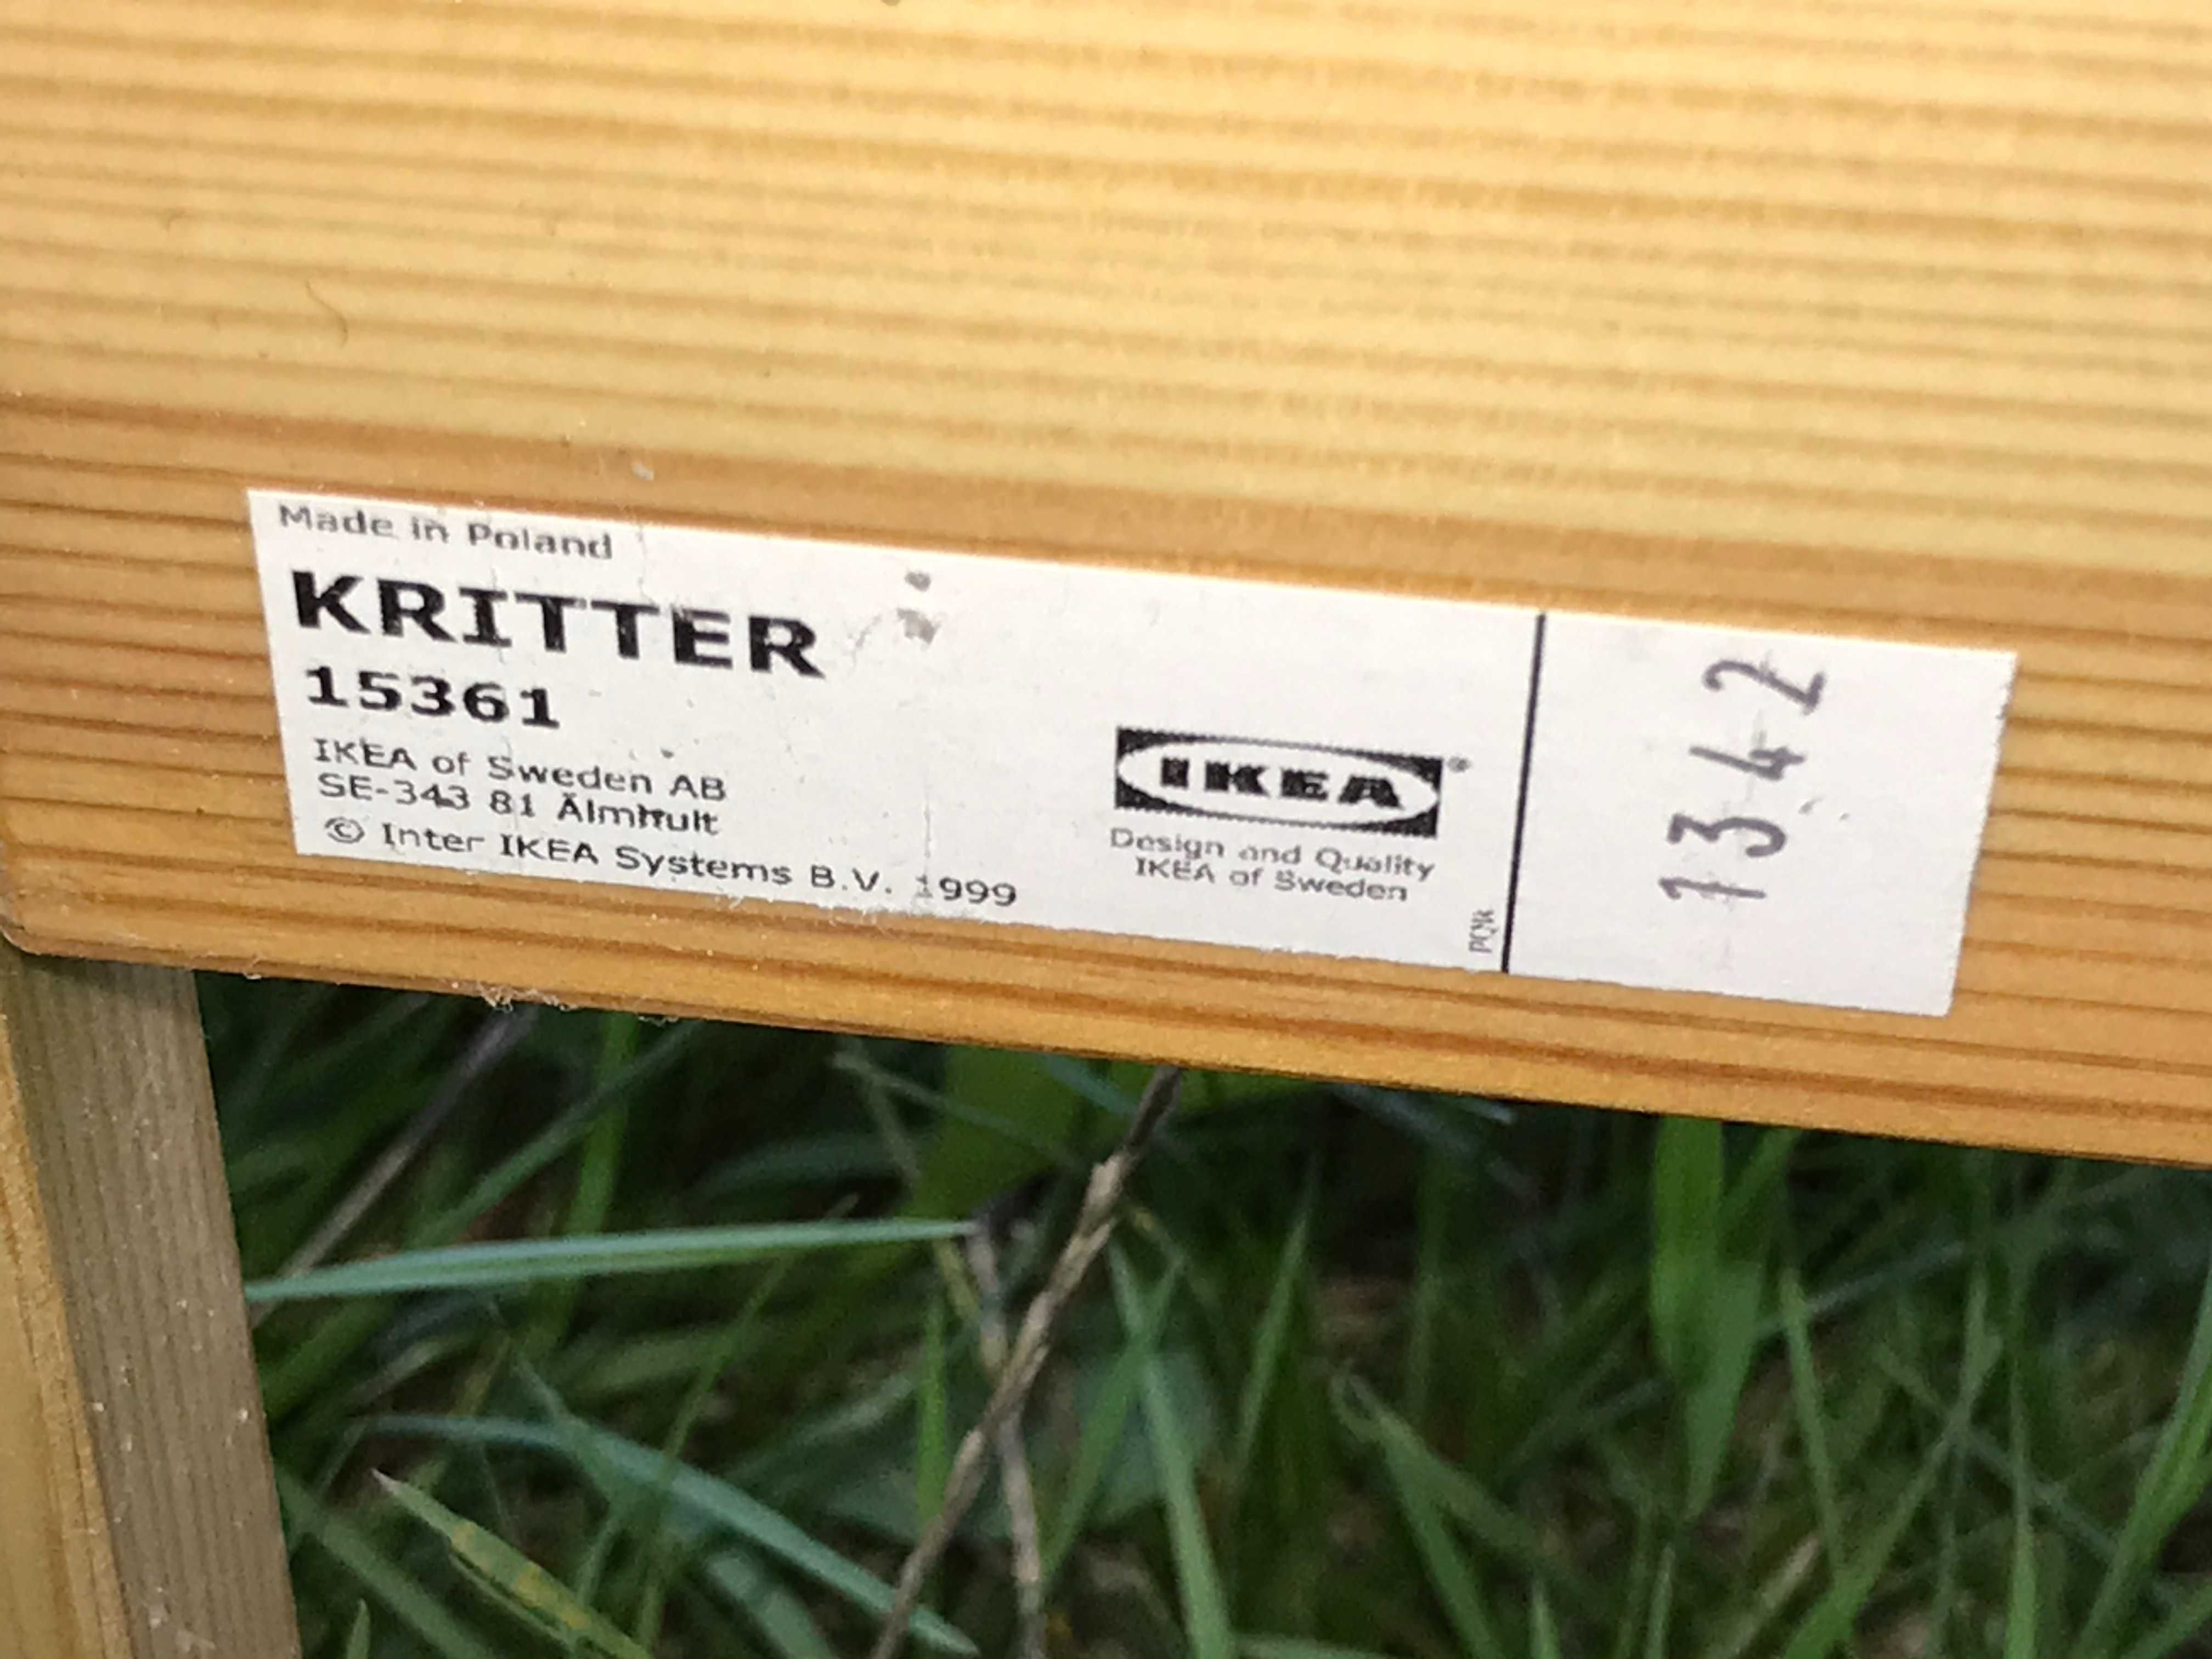 Made in Poland
KRITTER
15361
IKEA of Sweden AB
SE-343 81 Älmhult
© Inter IKEA Systems B.V. 1999
IKEA®
Design and Quality
IKEA of Sweden
1342